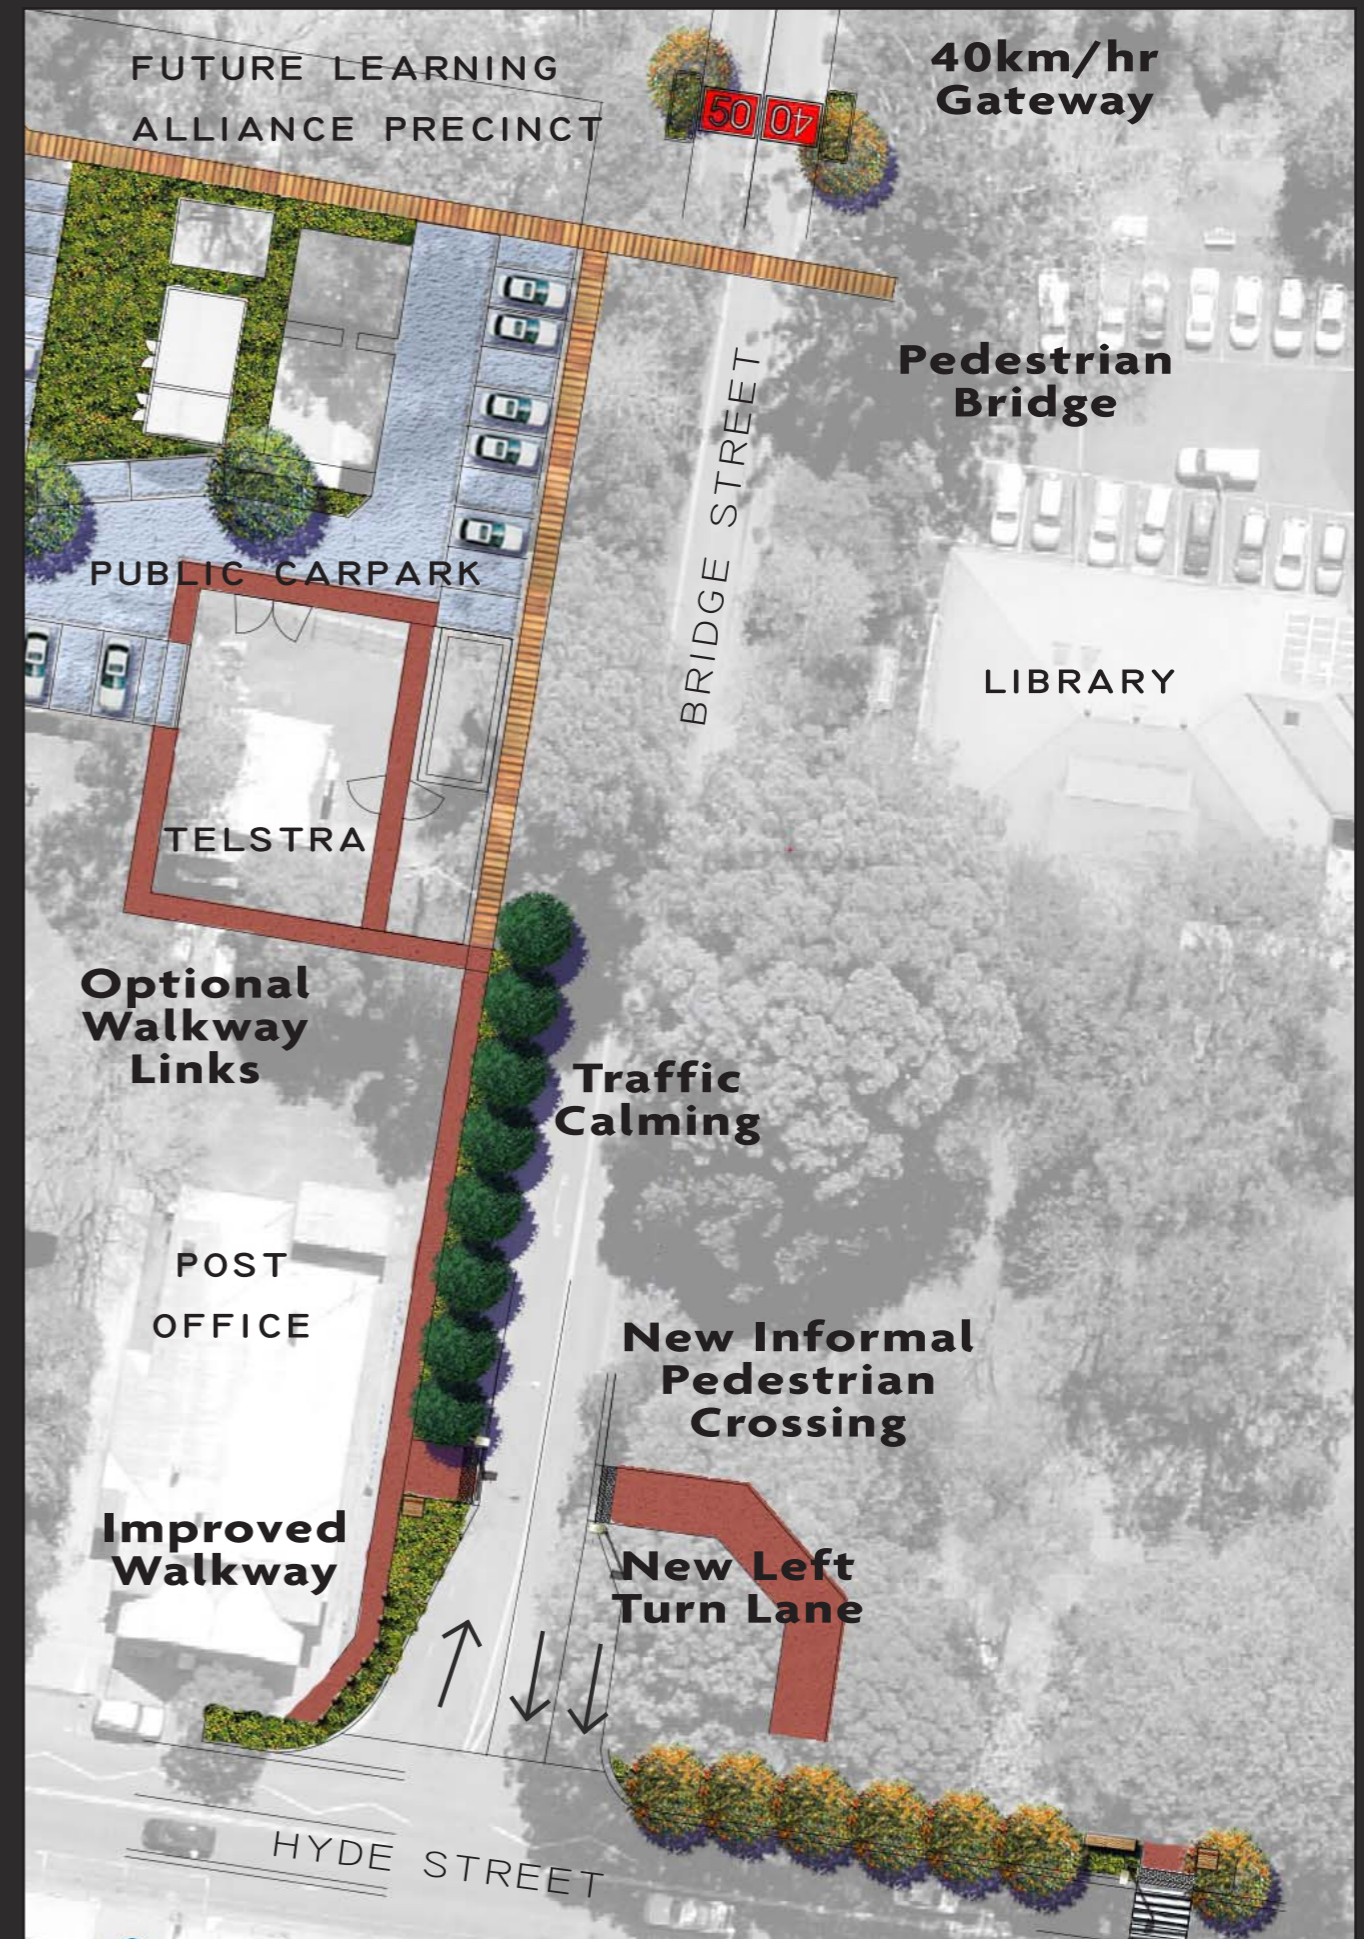 FUTURE LEARNING
ALLIANCE PRECINCT
50
40
40km/hr
Gateway
Pedestrian
Bridge
BRIDGE STREET
PUBLIC CARPARK
LIBRARY
TELSTRA
Optional
Walkway
Links
Traffic
Calming
POST
OFFICE
New Informal
Pedestrian
Crossing
Improved
Walkway
New Left
Turn Lane
HYDE STREET